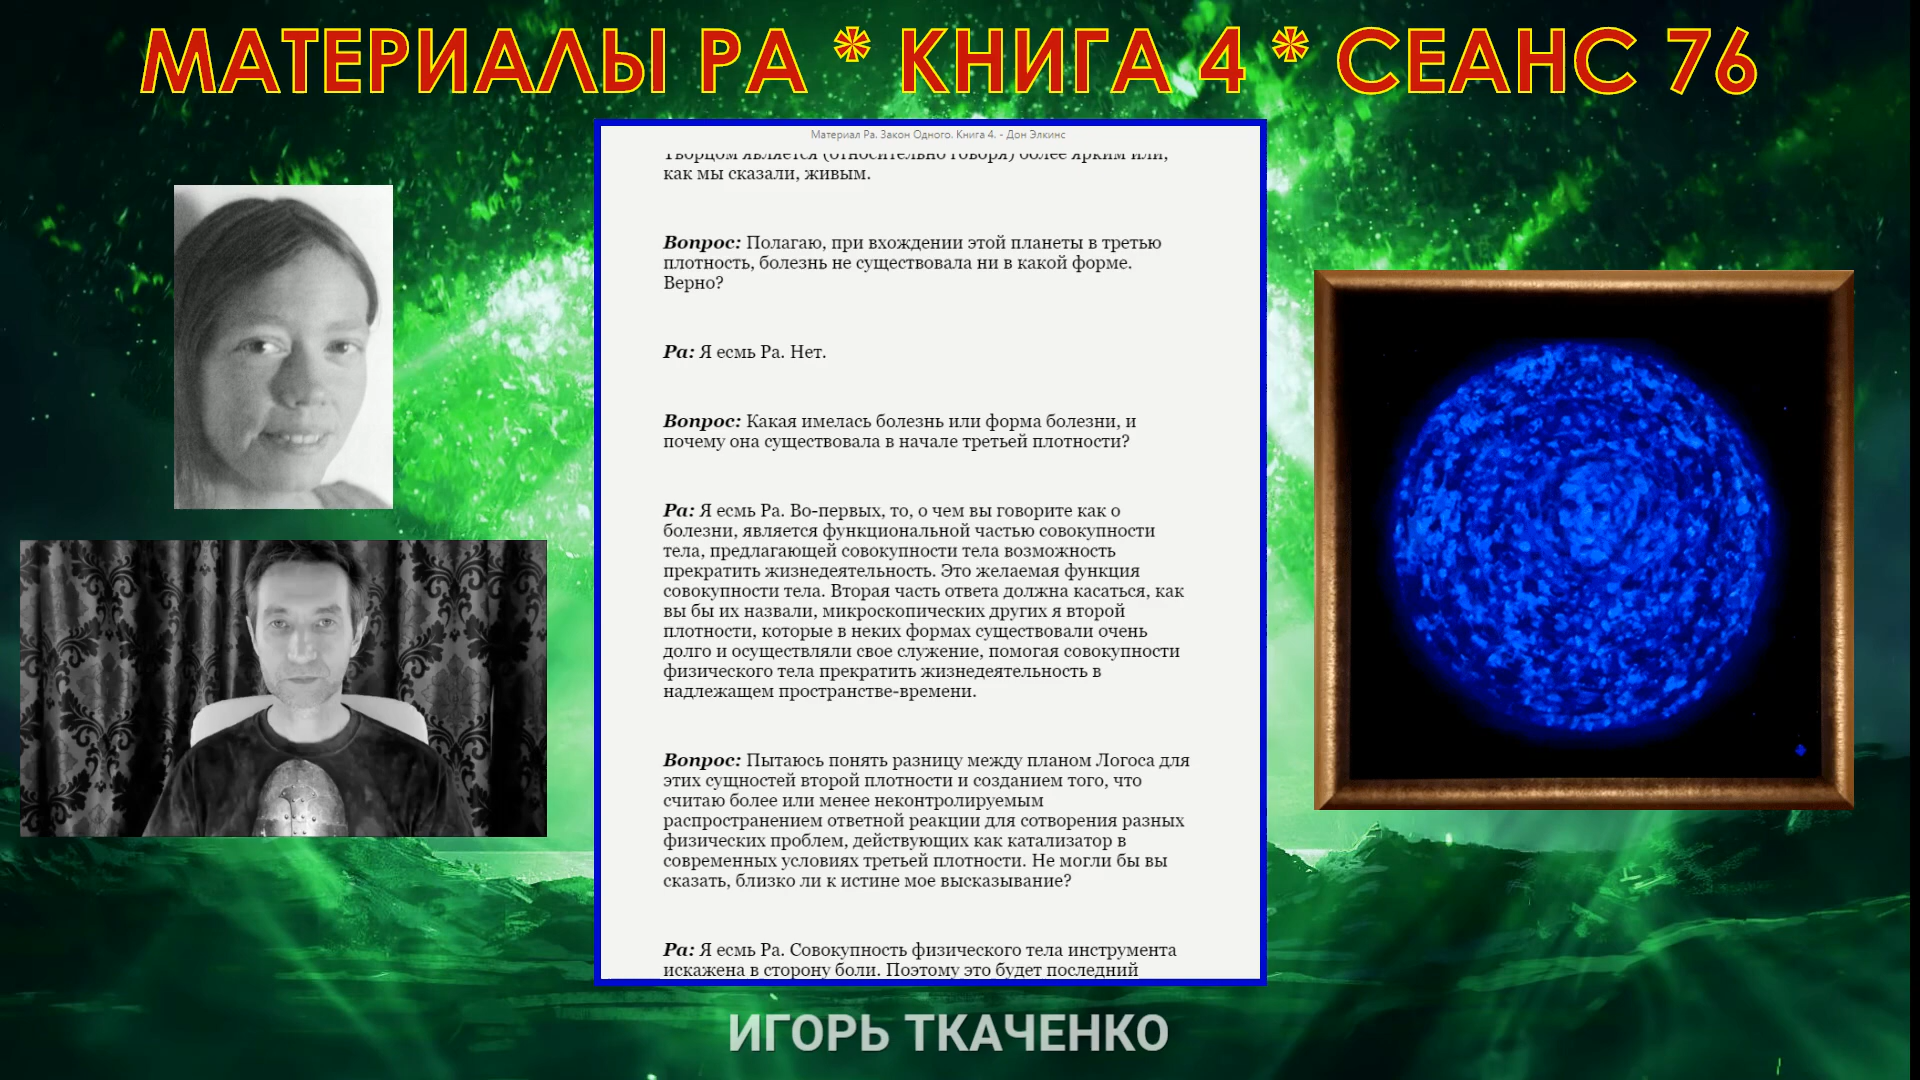 МАТЕРИАЛЫ РА * КНИГА 4 * СЕАНС 76
Материал Ра. Закон Одного. Книга 4. - Дон Элкинс
Творцом является (относительно говоря) более ярким или,
как мы сказали, живым.
Вопрос: Полагаю, при вхождении этой планеты в третью
плотность, болезнь не существовала ни в какой форме.
Верно?
Ра: Я есмь Ра. Нет.
Вопрос: Какая имелась болезнь или форма болезни, и
почему она существовала в начале третьей плотности?
Ра: Я есмь Ра. Во-первых, то, о чем вы говорите как о
болезни, является функциональной частью совокупности
тела, предлагающей совокупности тела возможность
прекратить жизнедеятельность. Это желаемая функция
совокупности тела. Вторая часть ответа должна касаться, как
вы бы их назвали, микроскопических других я второй
плотности, которые в неких формах существовали очень
долго и осуществляли свое служение, помогая совокупности
физического тела прекратить жизнедеятельность в
надлежащем пространстве-времени.
Вопрос: Пытаюсь понять разницу между планом Логоса для
этих сущностей второй плотности и созданием того, что
считаю более или менее неконтролируемым
распространением ответной реакции для сотворения разных
физических проблем, действующих как катализатор в
современных условиях третьей плотности. Не могли бы вы
сказать, близко ли к истине мое высказывание?
Ра: Я есмь Ра. Совокупность физического тела инструмента
искажена в сторону боли. Поэтому это будет последний
ИГОРЬ ТКАЧЕНКО